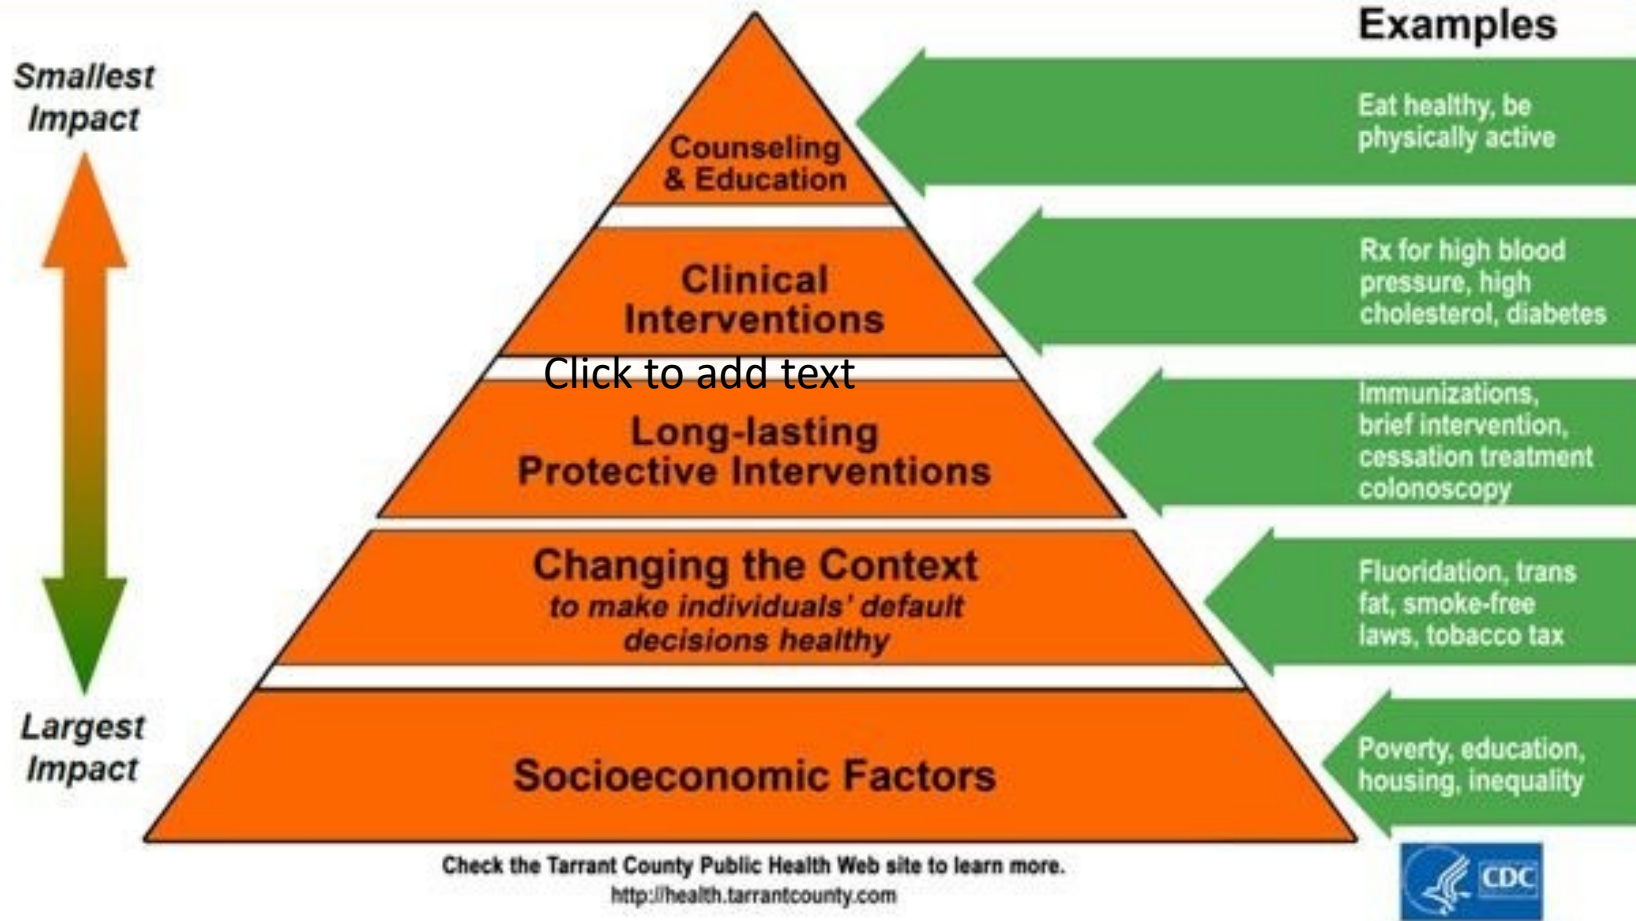 Examples
Smallest
Impact
Counseling
& Education
Eat healthy, be
physically active
Clinical
Interventions
Rx for high blood
pressure, high
cholesterol, diabetes
Click to add text
Long-lasting
Protective Interventions
Immunizations,
brief intervention,
cessation treatment
colonoscopy
Changing the Context
to make individuals' default
decisions healthy
Fluoridation, trans
fat, smoke-free
laws, tobacco tax
Largest
Impact
Socioeconomic Factors
Poverty, education,
housing, inequality
Check the Tarrant County Public Health Web site to learn more.
http://health.tarrantcounty.com
CDC